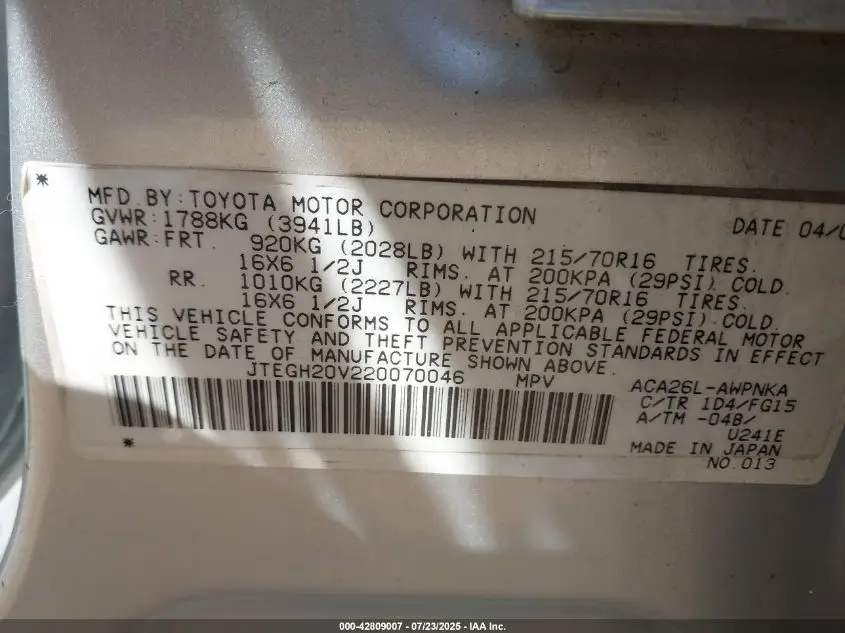 MFD. BY: TOYOTA MOTOR CORPORATION DATE 04/0
GVWR: 1788KG (3941LB)
GAWR: FRT. 920KG (2028LB) WITH 215/70R16 TIRES.
16X6 1/2J RIMS. AT 200KPA (29PSI) COLD.
RR. 1010KG (2227LB) WITH 215/70R16 TIRES.
16X6 1/2J RIMS. AT 200KPA (29PSI) COLD.
THIS VEHICLE CONFORMS TO ALL APPLICABLE FEDERAL MOTOR
VEHICLE SAFETY AND THEFT PREVENTION STANDARDS IN EFFECT
ON THE DATE OF MANUFACTURE SHOWN ABOVE.
JTEGH20V220070046 MPV
ACA26L-AWPNKA
C/TR 1D4/FG15
A/TM -04B/
U241E
MADE IN JAPAN
NO.013
000-42809007 - 07/23/2025 - IAA Inc.